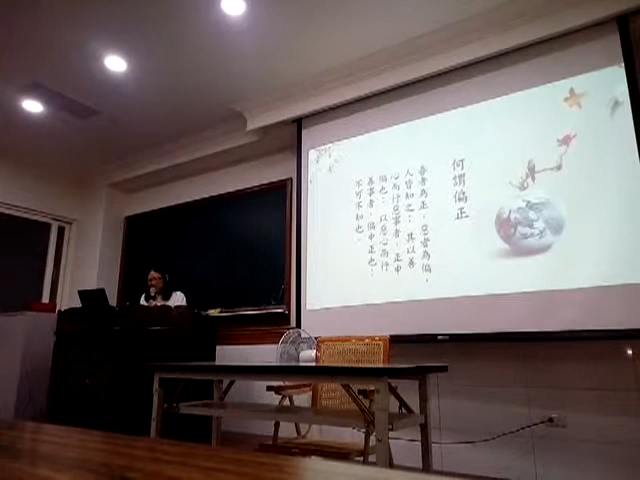 何謂偏正
善者為正，惡者為偏，
人皆知之；其以善
心而行惡事者，正中
偏也；以惡心而行
善事者，偏中正也，
不可不知也。